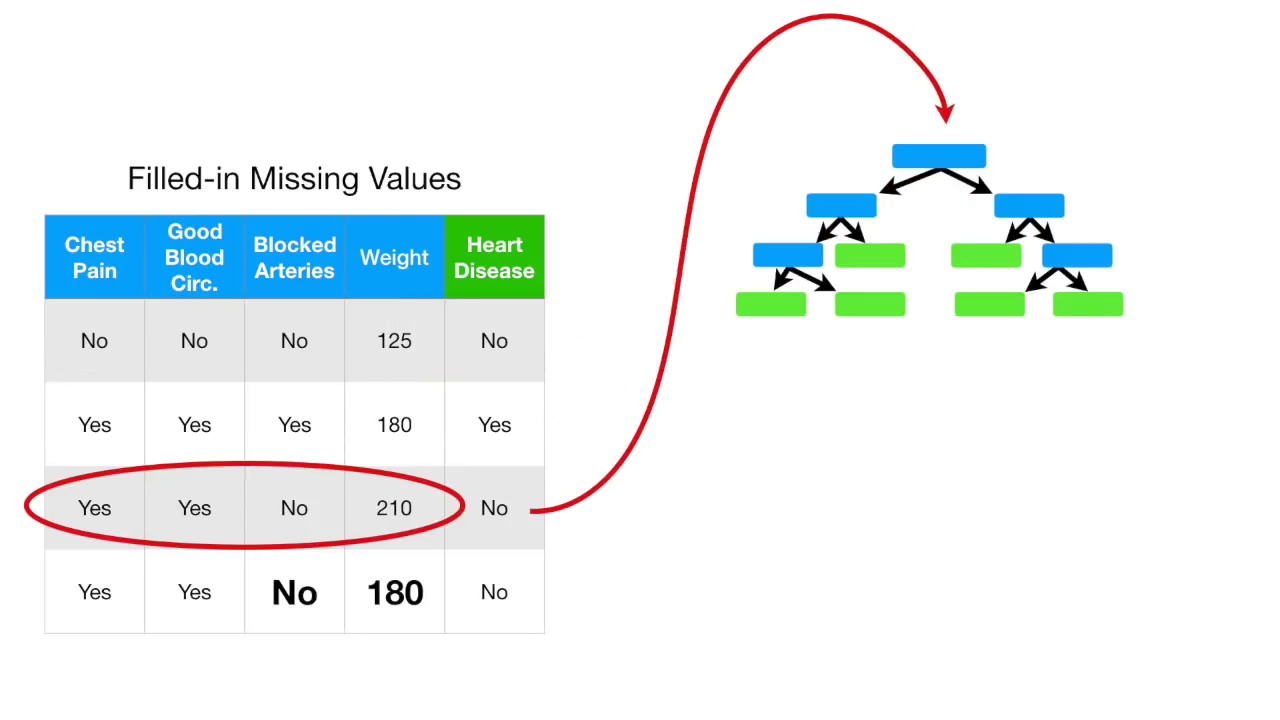 Filled-in Missing Values
Chest Pain
Good Blood Circ.
Blocked Arteries
Weight
Heart Disease
No No No 125 No
Yes Yes Yes 180 Yes
Yes Yes No 210 No
Yes Yes No 180 No